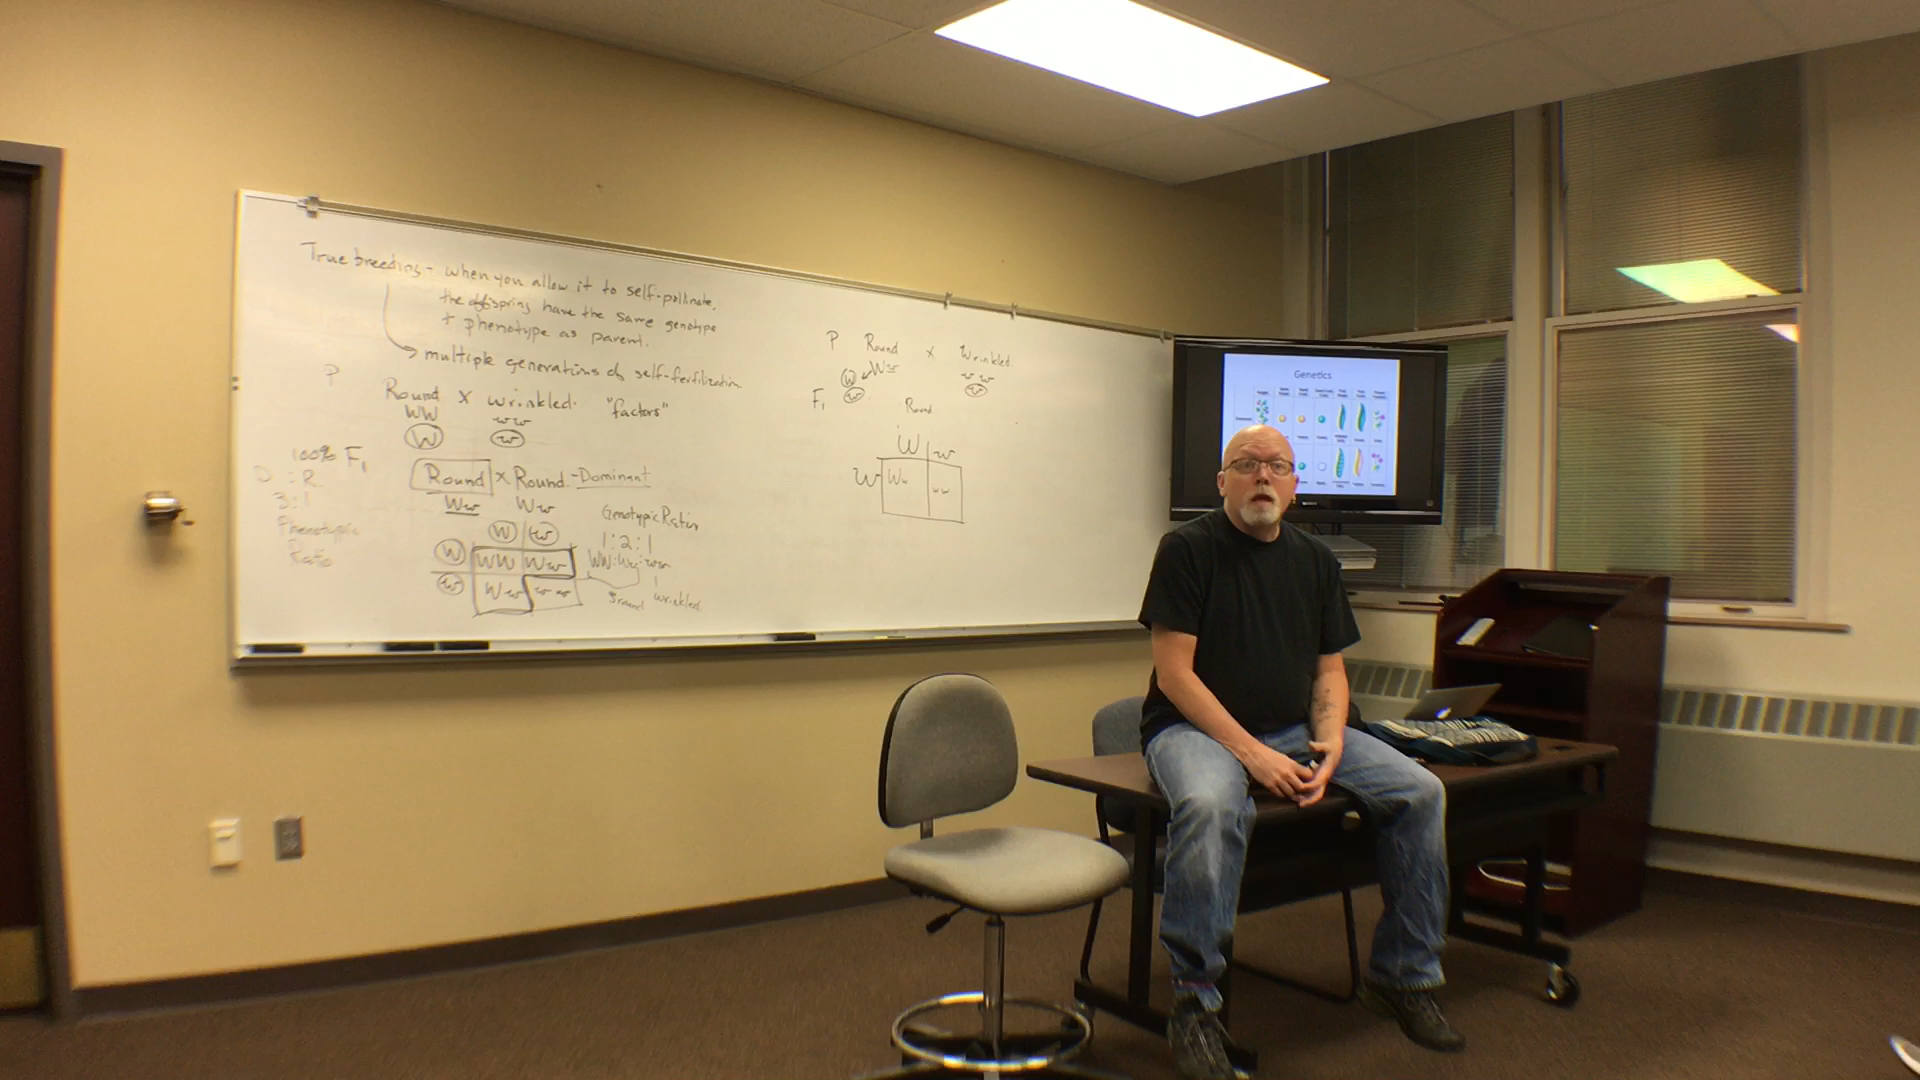 True breeding - when you allow it to self-pollinate,
the offspring have the same genotype
+ phenotype as parent.
multiple generations of self-fertilization
P
Round x wrinkled. "factors"
WW ww
W w
100% F1
Round x Round - Dominant
Ww Ww
: R
3:1
Phenotypic
Ratio
Genotypic Ratio
1:2:1
WW:Ww:ww
round wrinkled
W w
W WW Ww
w Ww ww
P Round x Wrinkled.
Ww ww
W w
w
F1 Round
W w
w Ww ww
Genetics